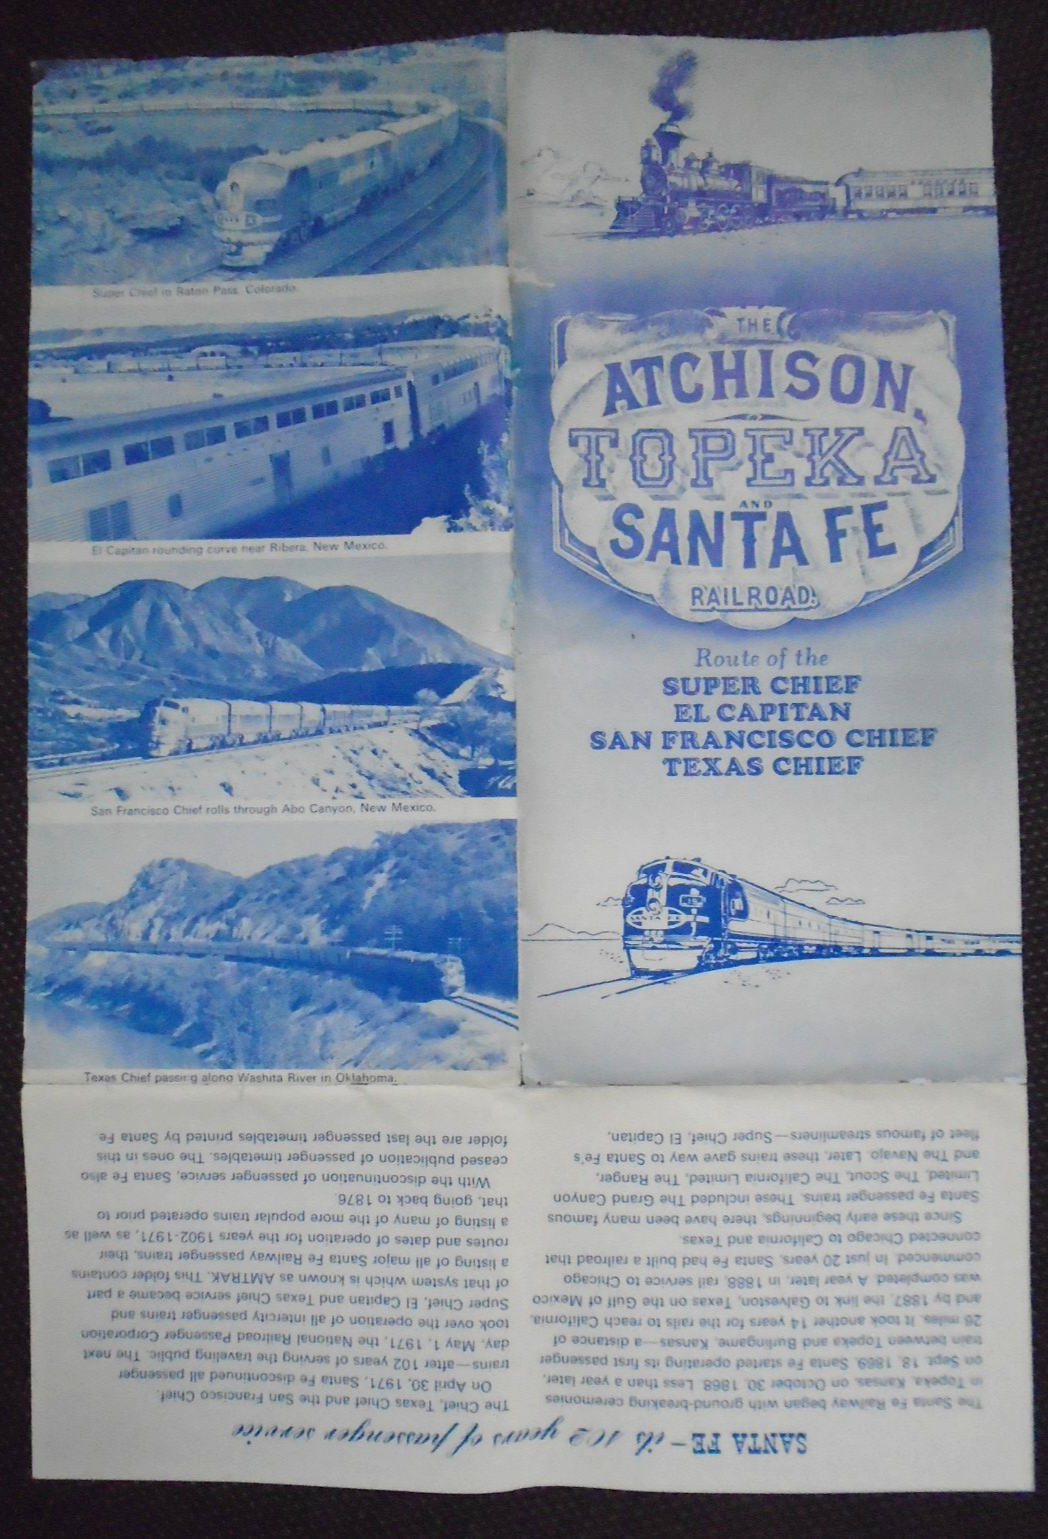 Super Chief in Raton Pass, Colorado.
El Capitan rounding curve near Ribera, New Mexico.
San Francisco Chief rolls through Abo Canyon, New Mexico.
Texas Chief passing along Washita River in Oklahoma.
THE
ATCHISON,
TOPEKA
AND
SANTA FE
RAILROAD.
Route of the
SUPER CHIEF
EL CAPITAN
SAN FRANCISCO CHIEF
TEXAS CHIEF
SANTA FE
SANTA FE – its 102 years of passenger service
The Santa Fe Railway began with ground-breaking ceremonies
in Topeka, Kansas, on October 30, 1868. Less than a year later,
on Sept. 18, 1869, Santa Fe started operating its first passenger
train between Topeka and Burlingame, Kansas—a distance of
26 miles. It took another 14 years for the rails to reach California,
and by 1887, the link to Galveston, Texas on the Gulf of Mexico
was completed. A year later, in 1888, rail service to Chicago
commenced. In just 20 years, Santa Fe had built a railroad that
connected Chicago to California and Texas.
Since these early beginnings, there have been many famous
Santa Fe passenger trains. These included The Grand Canyon
Limited, The Scout, The California Limited, The Ranger,
and The Navajo. Later, these trains gave way to Santa Fe's
fleet of famous streamliners—Super Chief, El Capitan,
The Chief, Texas Chief and the San Francisco Chief.
On April 30, 1971, Santa Fe discontinued all passenger
trains—after 102 years of serving the traveling public. The next
day, May 1, 1971, the National Railroad Passenger Corporation
took over the operation of all intercity passenger trains and
Super Chief, El Capitan and Texas Chief service became a part
of that system which is known as AMTRAK. This folder contains
a listing of all major Santa Fe Railway passenger trains, their
routes and dates of operation for the years 1902-1971, as well as
a listing of many of the more popular trains operated prior to
that, going back to 1876.
With the discontinuation of passenger service, Santa Fe also
ceased publication of passenger timetables. The ones in this
folder are the last passenger timetables printed by Santa Fe